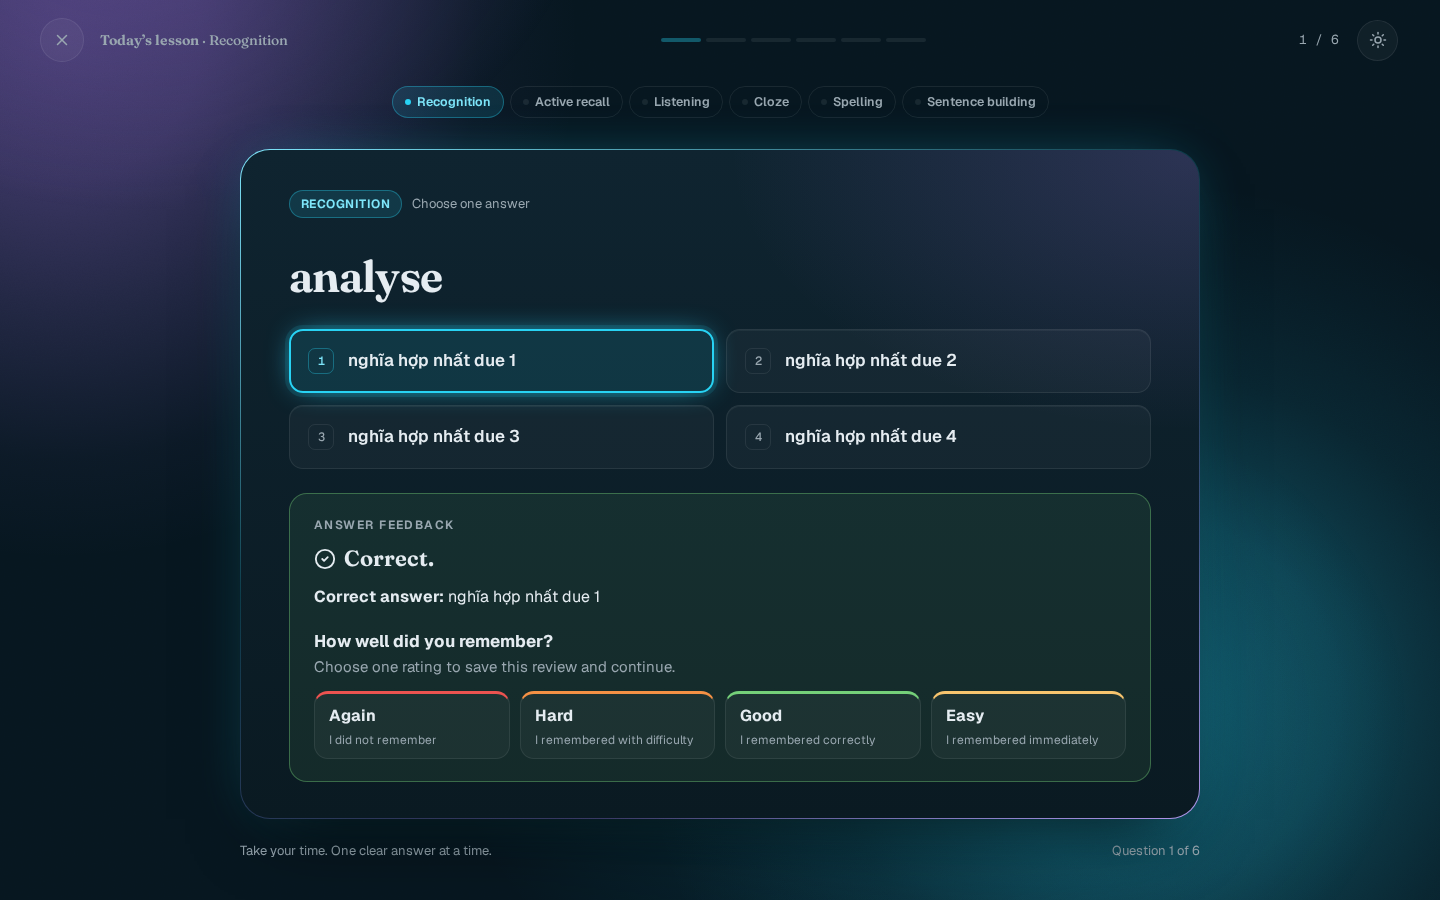 Today’s lesson · Recognition
1 / 6
Recognition
Active recall
Listening
Cloze
Spelling
Sentence building
RECOGNITION
Choose one answer
analyse
1 nghĩa hợp nhất due 1
2 nghĩa hợp nhất due 2
3 nghĩa hợp nhất due 3
4 nghĩa hợp nhất due 4
ANSWER FEEDBACK
Correct.
Correct answer: nghĩa hợp nhất due 1
How well did you remember?
Choose one rating to save this review and continue.
Again
I did not remember
Hard
I remembered with difficulty
Good
I remembered correctly
Easy
I remembered immediately
Take your time. One clear answer at a time.
Question 1 of 6